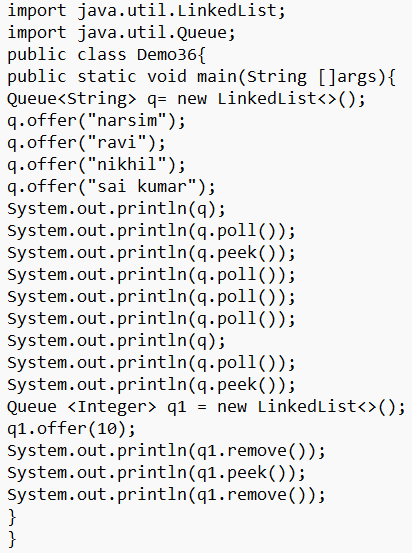 import java.util.LinkedList;
import java.util.Queue;
public class Demo36{
public static void main(String []args){
Queue<String> q= new LinkedList<>();
q.offer("narsim");
q.offer("ravi");
q.offer("nikhil");
q.offer("sai kumar");
System.out.println(q);
System.out.println(q.poll());
System.out.println(q.peek());
System.out.println(q.poll());
System.out.println(q.poll());
System.out.println(q.poll());
System.out.println(q);
System.out.println(q.poll());
System.out.println(q.peek());
Queue <Integer> q1 = new LinkedList<>();
q1.offer(10);
System.out.println(q1.remove());
System.out.println(q1.peek());
System.out.println(q1.remove());
}
}